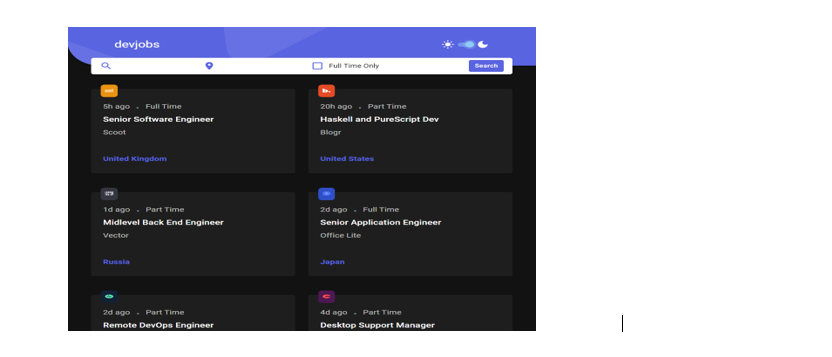 devjobs
Full Time Only
Search
5h ago . Full Time
Senior Software Engineer
Scoot
United Kingdom
20h ago . Part Time
Haskell and PureScript Dev
Blogr
United States
1d ago . Part Time
Midlevel Back End Engineer
Vector
Russia
2d ago . Full Time
Senior Application Engineer
Office Lite
Japan
2d ago . Part Time
Remote DevOps Engineer
4d ago . Part Time
Desktop Support Manager